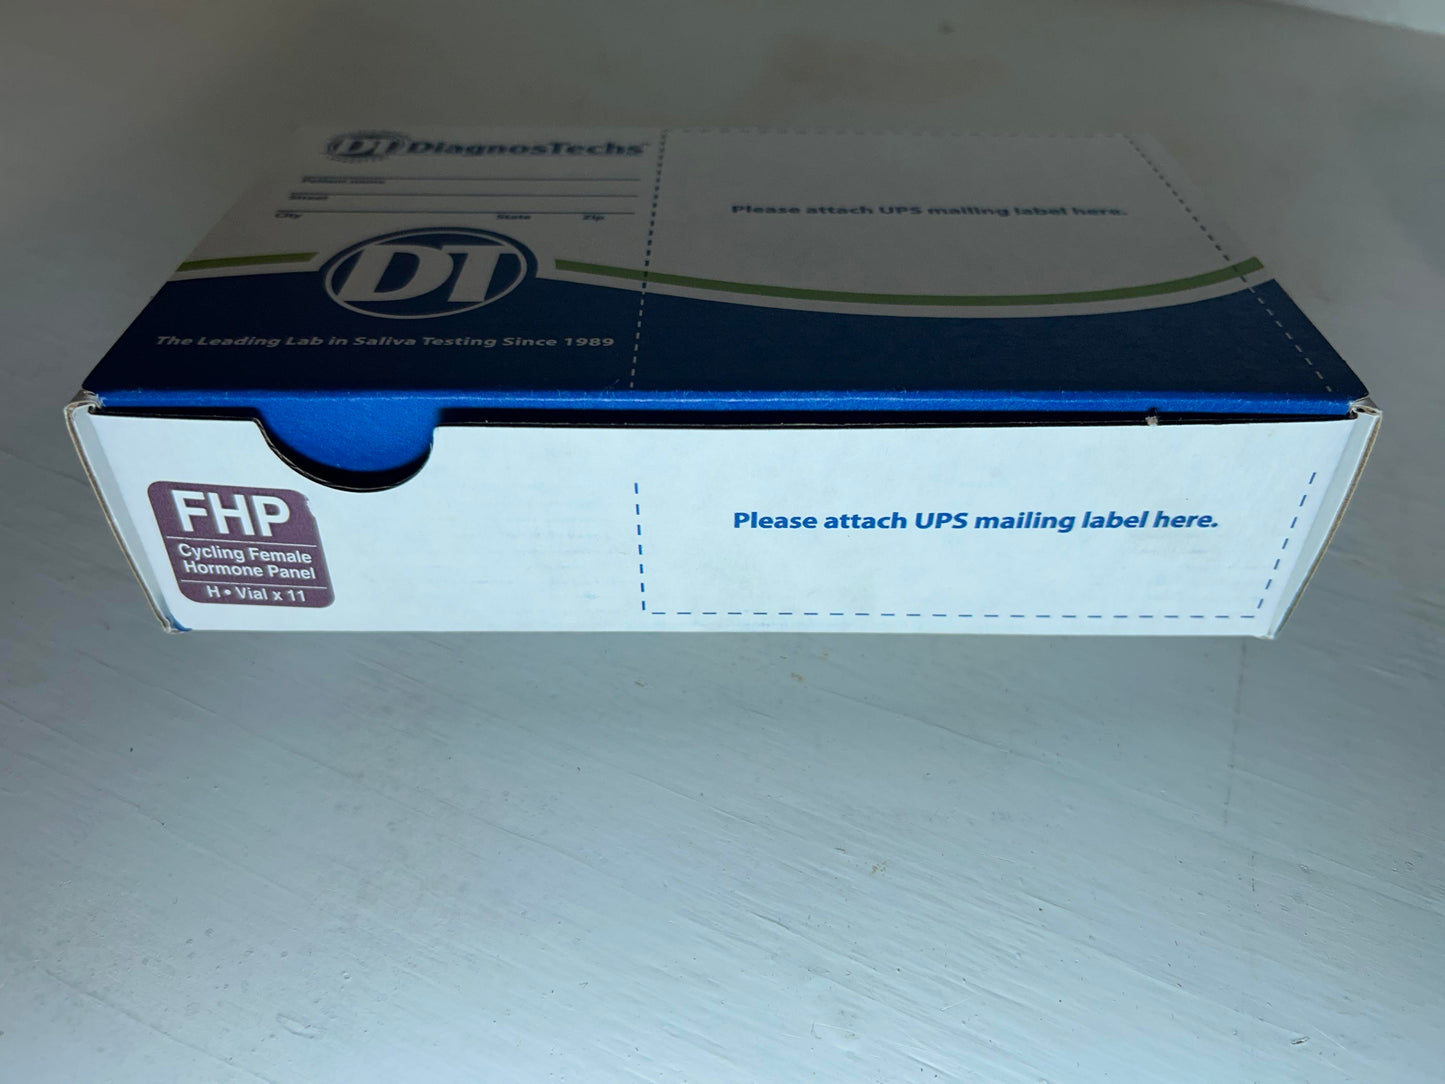 DT DiagnosTechs
Patient name
Street
City State Zip
Please attach UPS mailing label here.
DT
The Leading Lab in Saliva Testing Since 1989
FHP
Cycling Female
Hormone Panel
H • Vial x 11
Please attach UPS mailing label here.